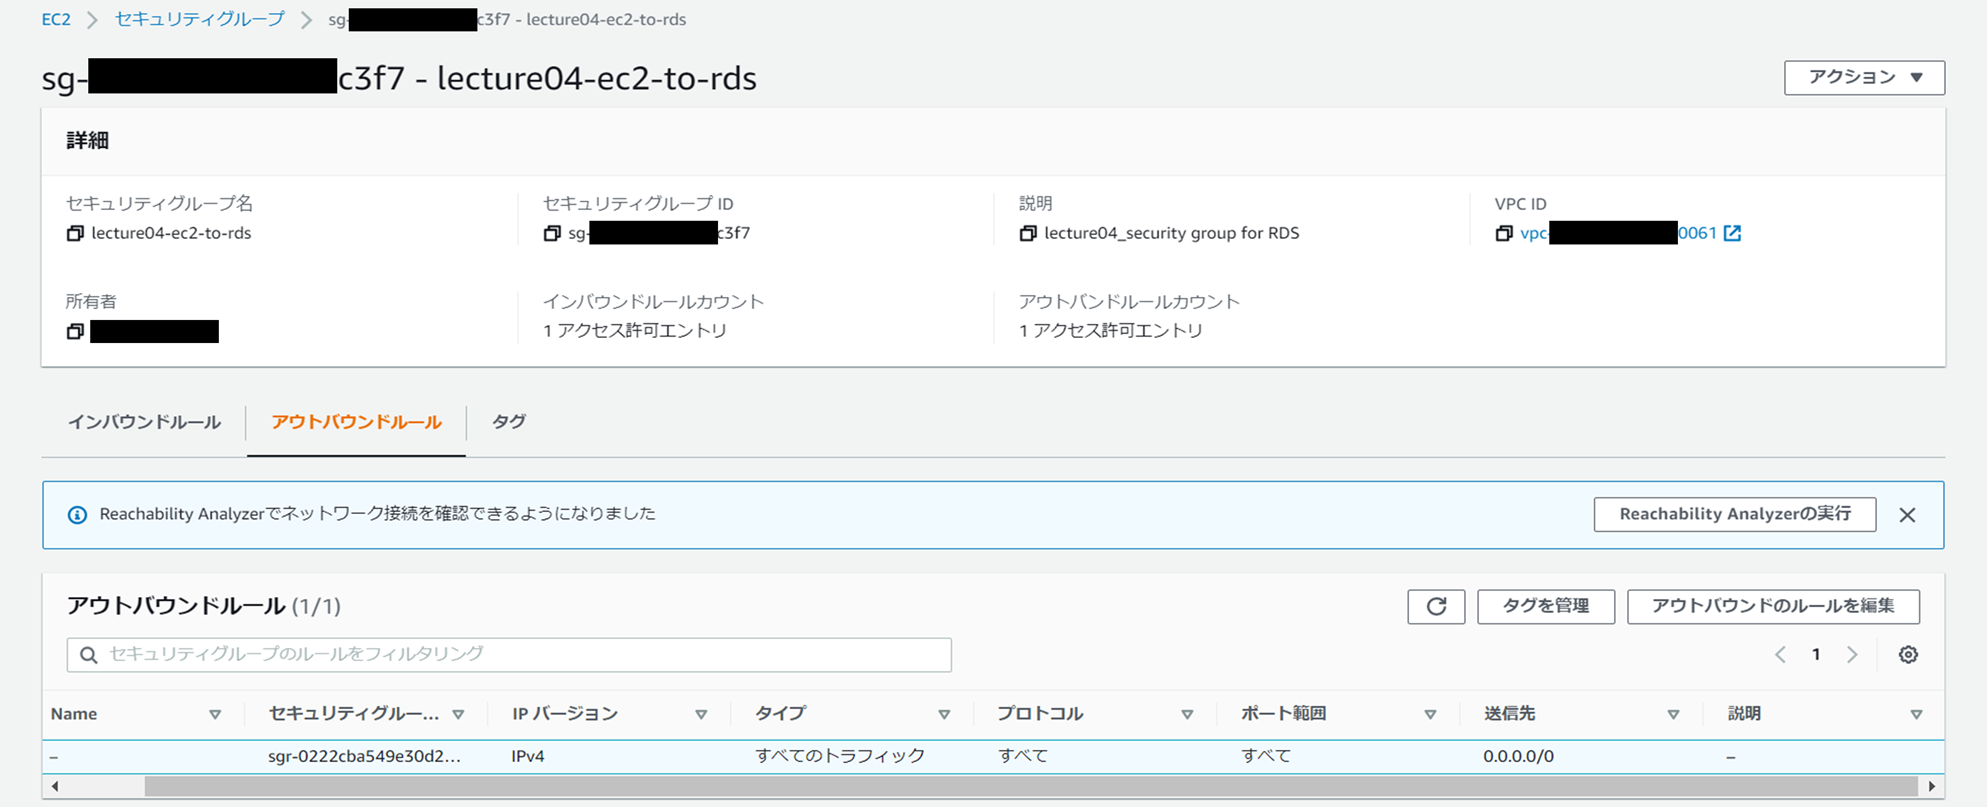 EC2 > セキュリティグループ > sg-c3f7 - lecture04-ec2-to-rds
sg-c3f7 - lecture04-ec2-to-rds
アクション ▼
詳細
セキュリティグループ名
lecture04-ec2-to-rds
セキュリティグループ ID
sg-c3f7
説明
lecture04_security group for RDS
VPC ID
vpc-0061
所有者
インバウンドルールカウント
1 アクセス許可エントリ
アウトバンドルールカウント
1 アクセス許可エントリ
インバウンドルール
アウトバウンドルール
タグ
Reachability Analyzerでネットワーク接続を確認できるようになりました
Reachability Analyzerの実行
アウトバウンドルール (1/1)
タグを管理
アウトバウンドのルールを編集
セキュリティグループのルールをフィルタリング
1
Name セキュリティグルー... IP バージョン タイプ プロトコル ポート範囲 送信先 説明
– sgr-0222cba549e30d2... IPv4 すべてのトラフィック すべて すべて 0.0.0.0/0 –